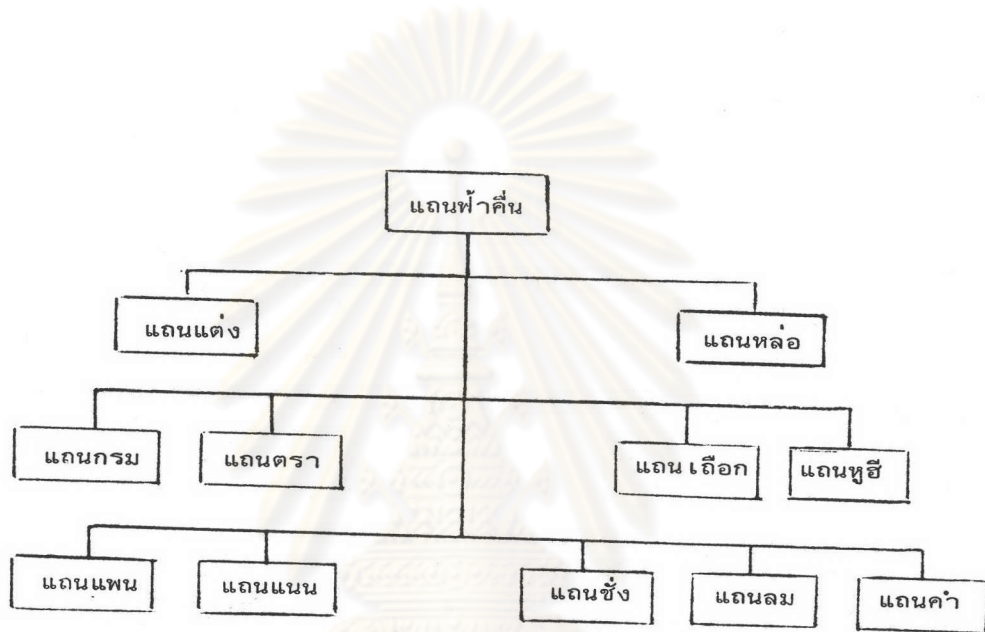 แถนฟ้าคื่น
แถนแต่ง
แถนหล่อ
แถนกรม
แถนตรา
แถนเถือก
แถนหูฮี
แถนแพน
แถนแนน
แถนชั่ง
แถนลม
แถนคำ